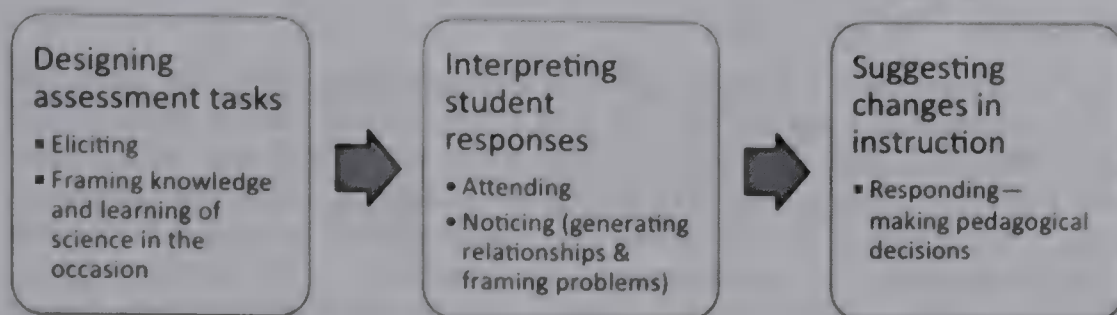 Designing
assessment tasks
▪ Eliciting
▪ Framing knowledge
and learning of
science in the
occasion
Interpreting
student
responses
• Attending
• Noticing (generating
relationships &
framing problems)
Suggesting
changes in
instruction
▪ Responding—
making pedagogical
decisions